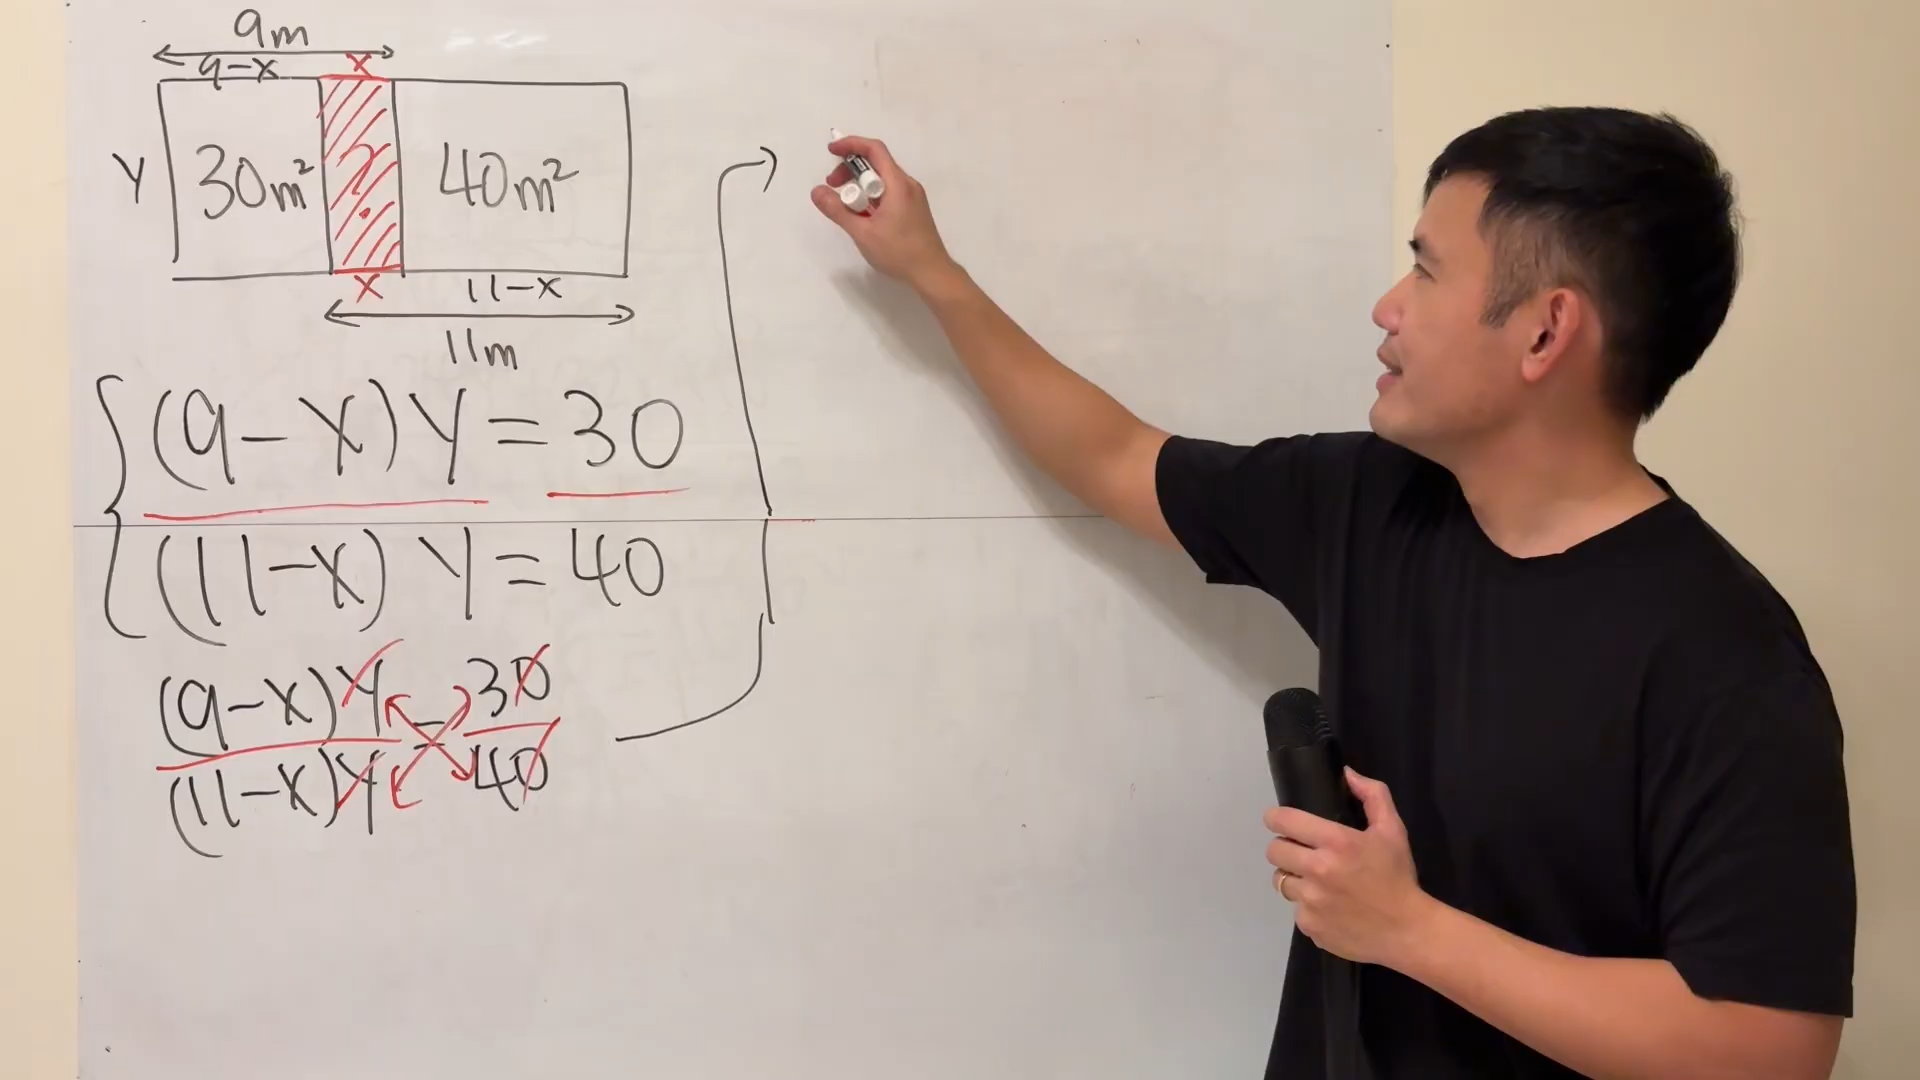 9m
9-x x
Y 30m² ? 40m²
x 11-x
11m
(9-x)Y=30
(11-x)Y=40
(9-x)Y = 30
(11-x)Y 40